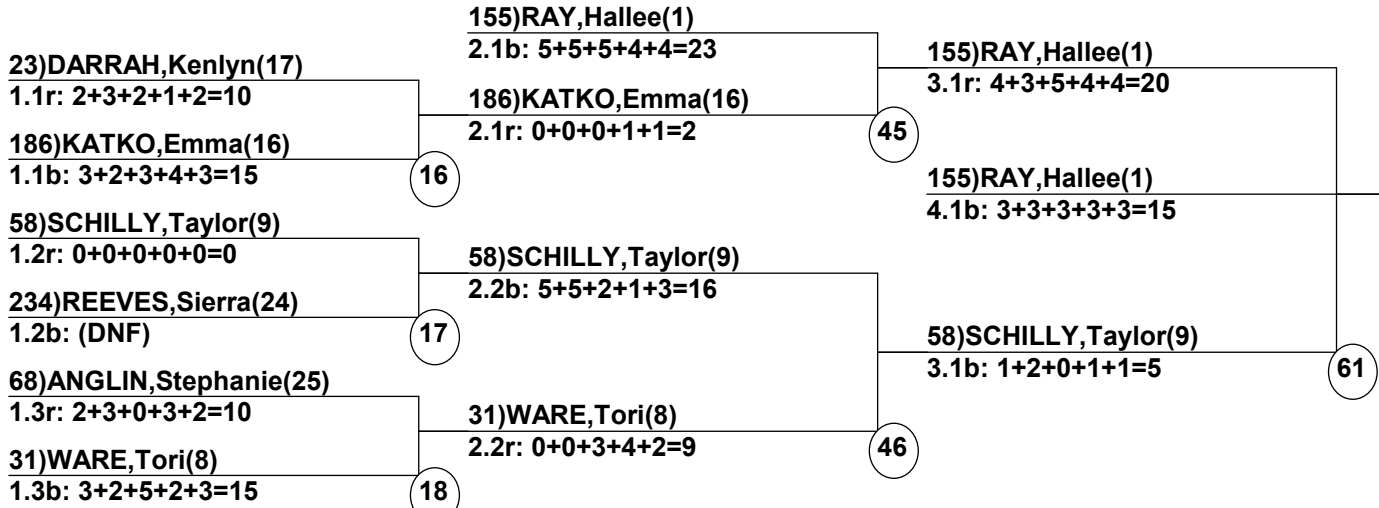 23)DARRAH,Kenlyn(17)
1.1r: 2+3+2+1+2=10
186)KATKO,Emma(16)
1.1b: 3+2+3+4+3=15
16
58)SCHILLY,Taylor(9)
1.2r: 0+0+0+0+0=0
234)REEVES,Sierra(24)
1.2b: (DNF)
17
68)ANGLIN,Stephanie(25)
1.3r: 2+3+0+3+2=10
31)WARE,Tori(8)
1.3b: 3+2+5+2+3=15
18
155)RAY,Hallee(1)
2.1b: 5+5+5+4+4=23
186)KATKO,Emma(16)
2.1r: 0+0+0+1+1=2
45
58)SCHILLY,Taylor(9)
2.2b: 5+5+2+1+3=16
31)WARE,Tori(8)
2.2r: 0+0+3+4+2=9
46
155)RAY,Hallee(1)
3.1r: 4+3+5+4+4=20
155)RAY,Hallee(1)
4.1b: 3+3+3+3+3=15
58)SCHILLY,Taylor(9)
3.1b: 1+2+0+1+1=5
61